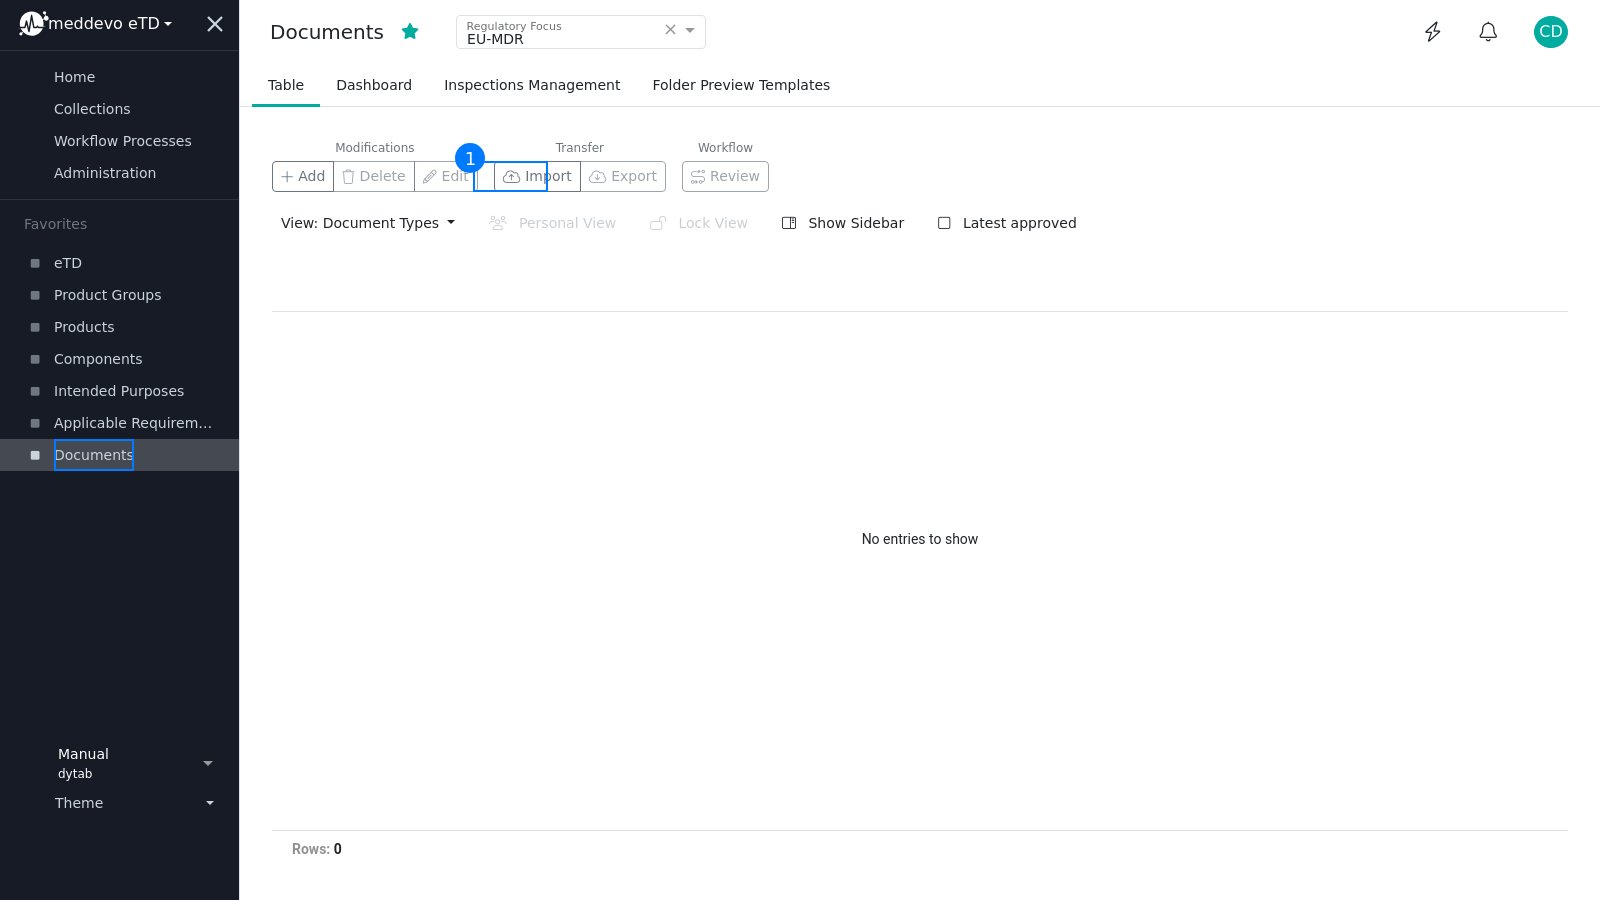 meddevo eTD
Home
Collections
Workflow Processes
Administration
Favorites
eTD
Product Groups
Products
Components
Intended Purposes
Applicable Requirem...
Documents
Manual
dytab
Theme
Documents
Regulatory Focus
EU-MDR
CD
Table Dashboard Inspections Management Folder Preview Templates
Modifications Transfer Workflow
1
Add Delete Edit Import Export Review
View: Document Types Personal View Lock View Show Sidebar Latest approved
No entries to show
Rows: 0